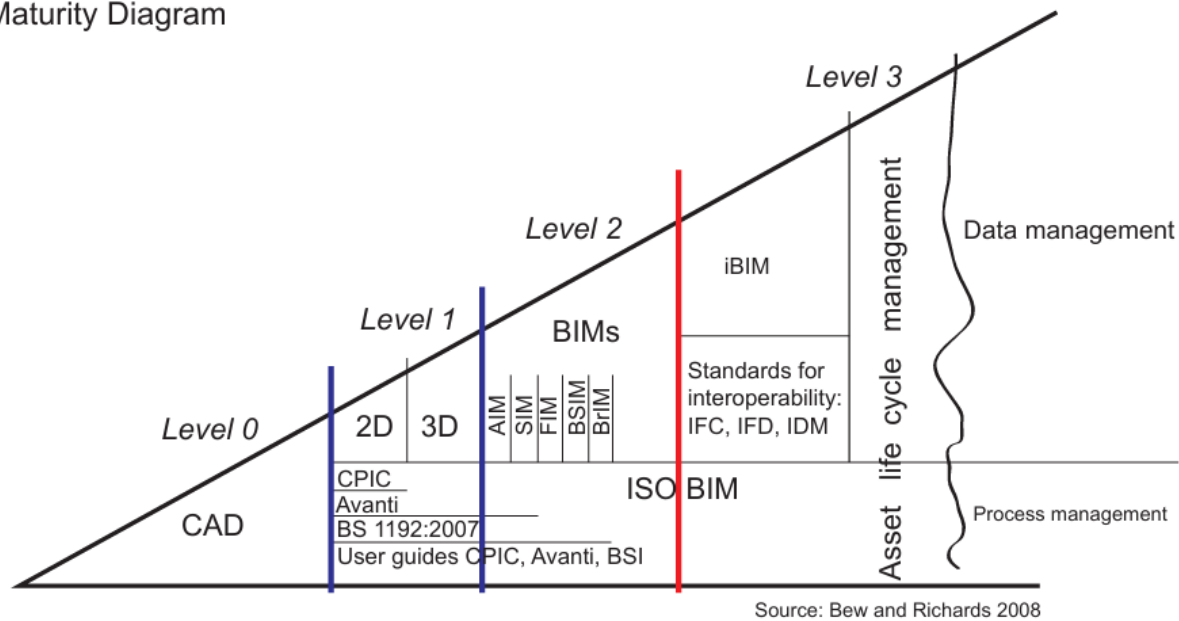 Maturity Diagram
Level 3
Level 2
Level 1
Level 0
Data management
iBIM
BIMs
Standards for
interoperability:
IFC, IFD, IDM
2D
3D
AIM
SIM
FIM
BSIM
BrIM
Asset life cycle management
CPIC
Avanti
BS 1192:2007
User guides CPIC, Avanti, BSI
ISO BIM
CAD
Process management
Source: Bew and Richards 2008